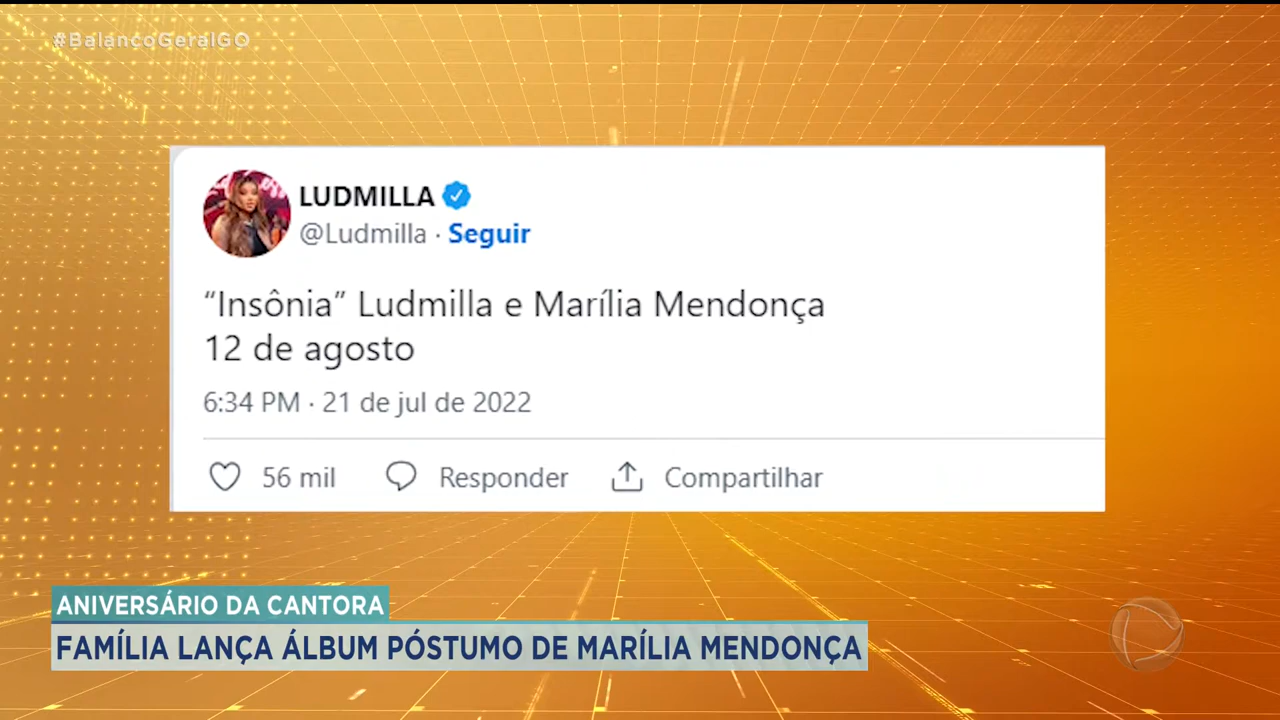 #BalançoGeralGO
LUDMILLA
@Ludmilla · Seguir
“Insônia” Ludmilla e Marília Mendonça
12 de agosto
6:34 PM · 21 de jul de 2022
56 mil Responder Compartilhar
ANIVERSÁRIO DA CANTORA
FAMÍLIA LANÇA ÁLBUM PÓSTUMO DE MARÍLIA MENDONÇA